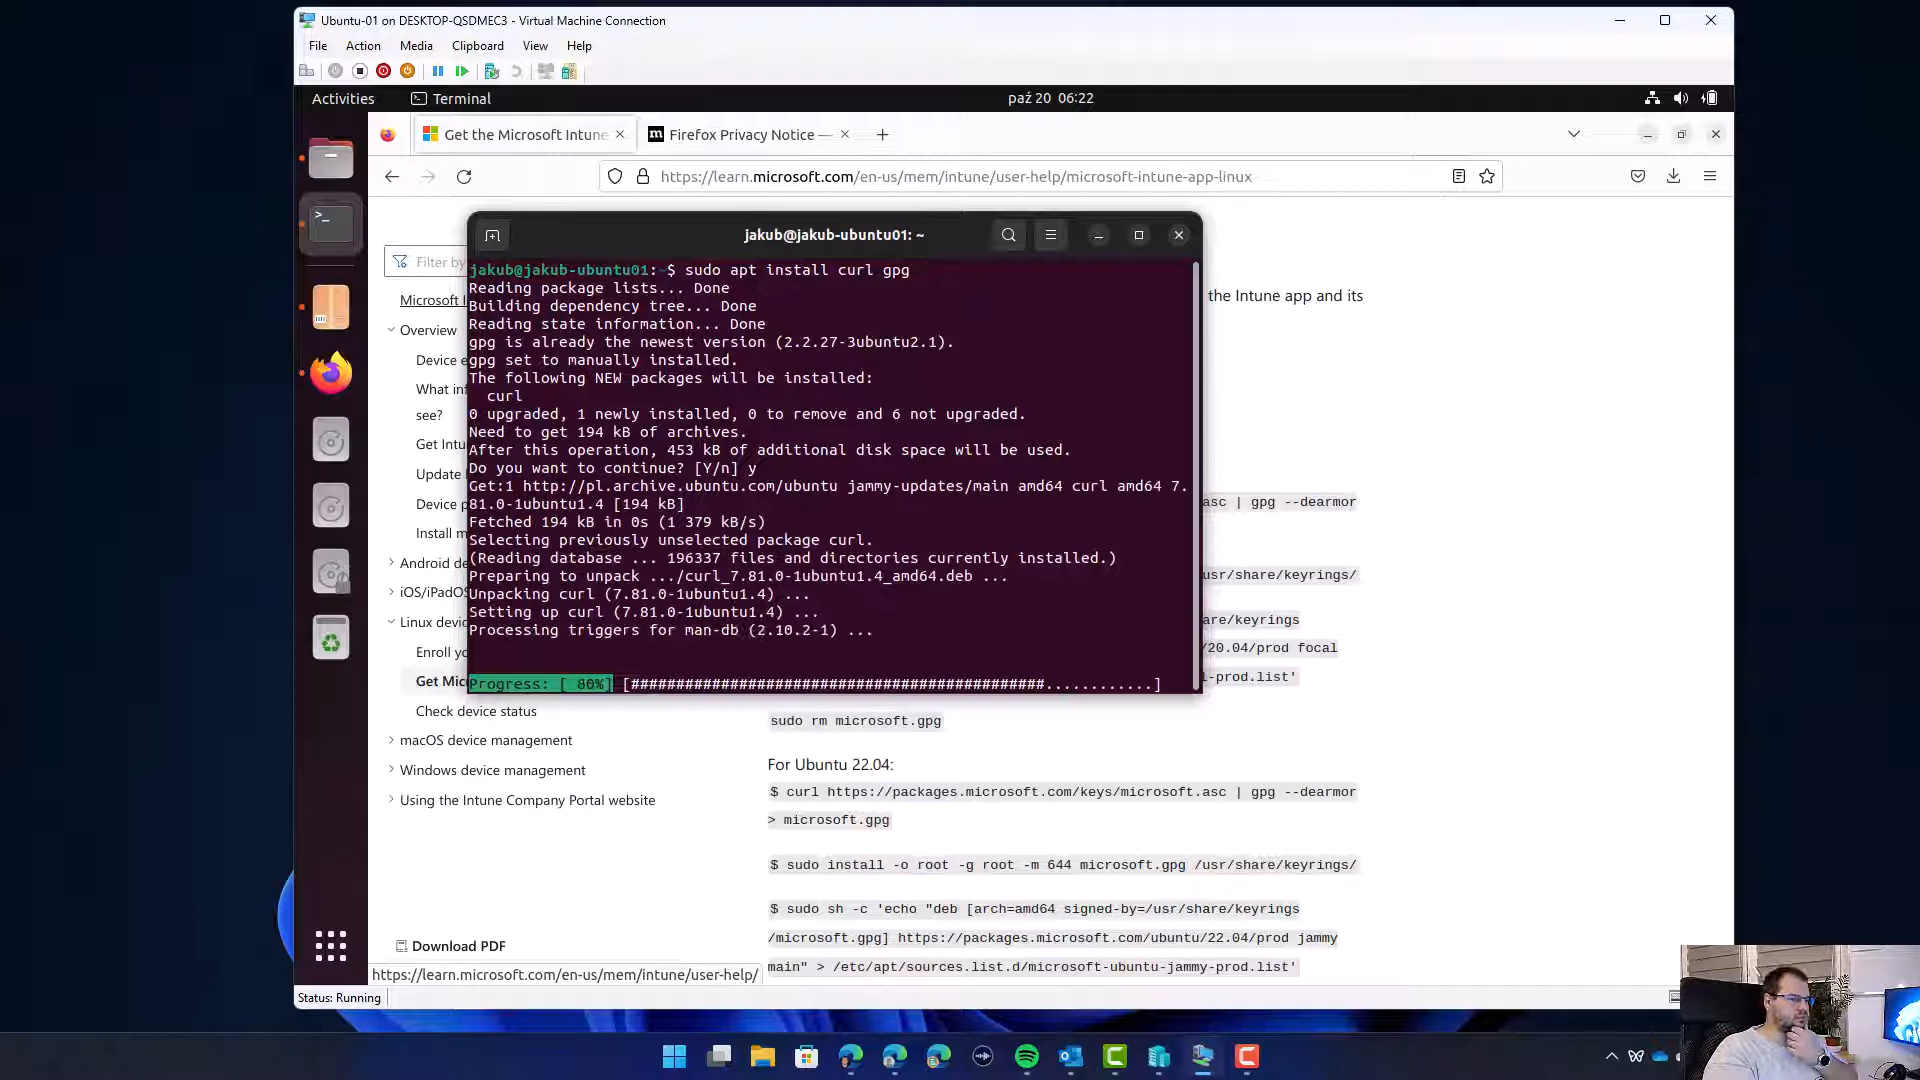 Ubuntu-01 on DESKTOP-QSDMEC3 - Virtual Machine Connection
File Action Media Clipboard View Help
Activities Terminal paź 20 06:22
Get the Microsoft Intune Firefox Privacy Notice —
https://learn.microsoft.com/en-us/mem/intune/user-help/microsoft-intune-app-linux
jakub@jakub-ubuntu01: ~
Filter by
Microsoft I
Overview
Device e
What inf
see?
Get Intu
Update
Device p
Install m
Android de
iOS/iPadOS
Linux devic
Enroll yo
Get Mic
Check device status
macOS device management
Windows device management
Using the Intune Company Portal website
Download PDF
https://learn.microsoft.com/en-us/mem/intune/user-help/
jakub@jakub-ubuntu01:~$ sudo apt install curl gpg
Reading package lists... Done
Building dependency tree... Done
Reading state information... Done
gpg is already the newest version (2.2.27-3ubuntu2.1).
gpg set to manually installed.
The following NEW packages will be installed:
curl
0 upgraded, 1 newly installed, 0 to remove and 6 not upgraded.
Need to get 194 kB of archives.
After this operation, 453 kB of additional disk space will be used.
Do you want to continue? [Y/n] y
Get:1 http://pl.archive.ubuntu.com/ubuntu jammy-updates/main amd64 curl amd64 7.
81.0-1ubuntu1.4 [194 kB]
Fetched 194 kB in 0s (1 379 kB/s)
Selecting previously unselected package curl.
(Reading database ... 196337 files and directories currently installed.)
Preparing to unpack .../curl_7.81.0-1ubuntu1.4_amd64.deb ...
Unpacking curl (7.81.0-1ubuntu1.4) ...
Setting up curl (7.81.0-1ubuntu1.4) ...
Processing triggers for man-db (2.10.2-1) ...
Progress: [ 80%] [##############################################............]
the Intune app and its
asc | gpg --dearmor
usr/share/keyrings/
are/keyrings
/20.04/prod focal
l-prod.list'
sudo rm microsoft.gpg
For Ubuntu 22.04:
$ curl https://packages.microsoft.com/keys/microsoft.asc | gpg --dearmor
> microsoft.gpg
$ sudo install -o root -g root -m 644 microsoft.gpg /usr/share/keyrings/
$ sudo sh -c 'echo "deb [arch=amd64 signed-by=/usr/share/keyrings
/microsoft.gpg] https://packages.microsoft.com/ubuntu/22.04/prod jammy
main" > /etc/apt/sources.list.d/microsoft-ubuntu-jammy-prod.list'
Status: Running